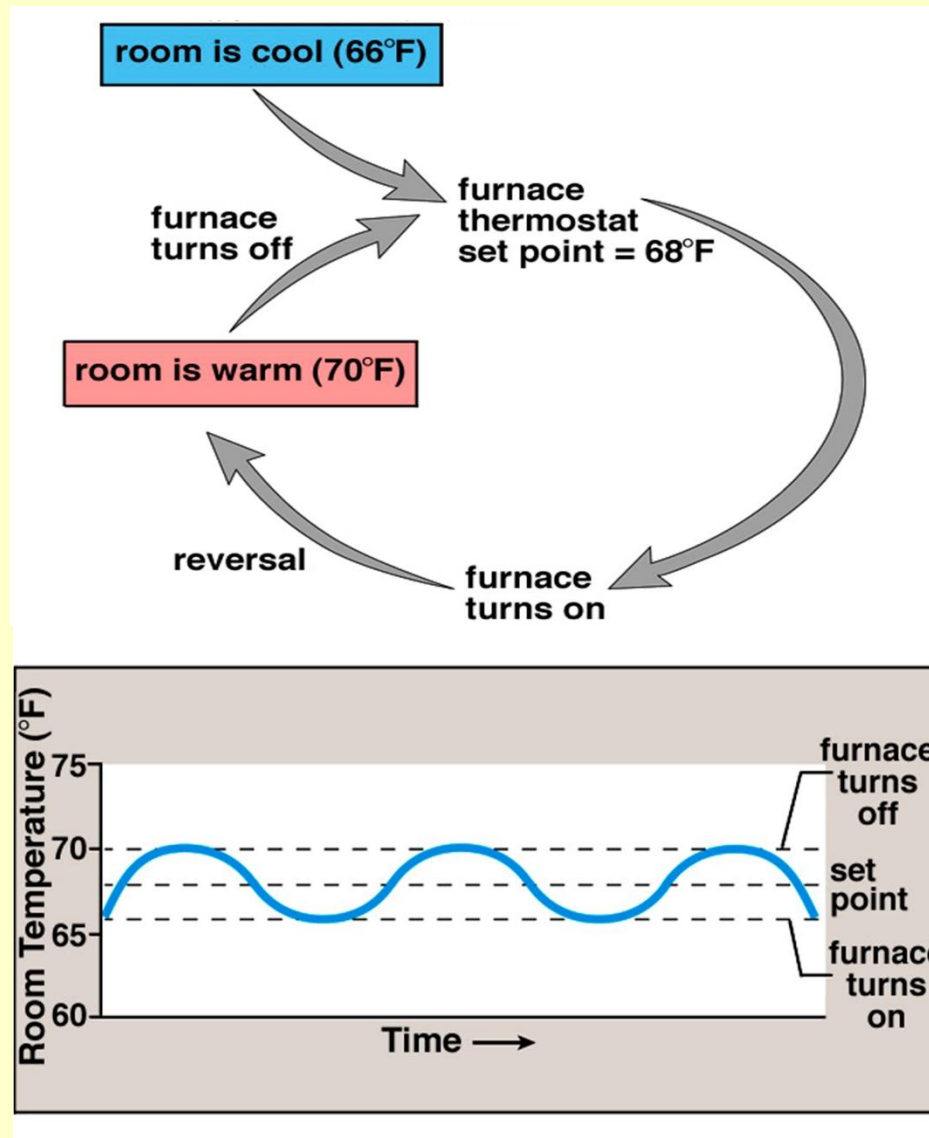 room is cool (66°F)
furnace
thermostat
set point = 68°F
furnace
turns off
room is warm (70°F)
reversal
furnace
turns on
Room Temperature (°F)
75
70
65
60
furnace
turns
off
set
point
furnace
turns
on
Time